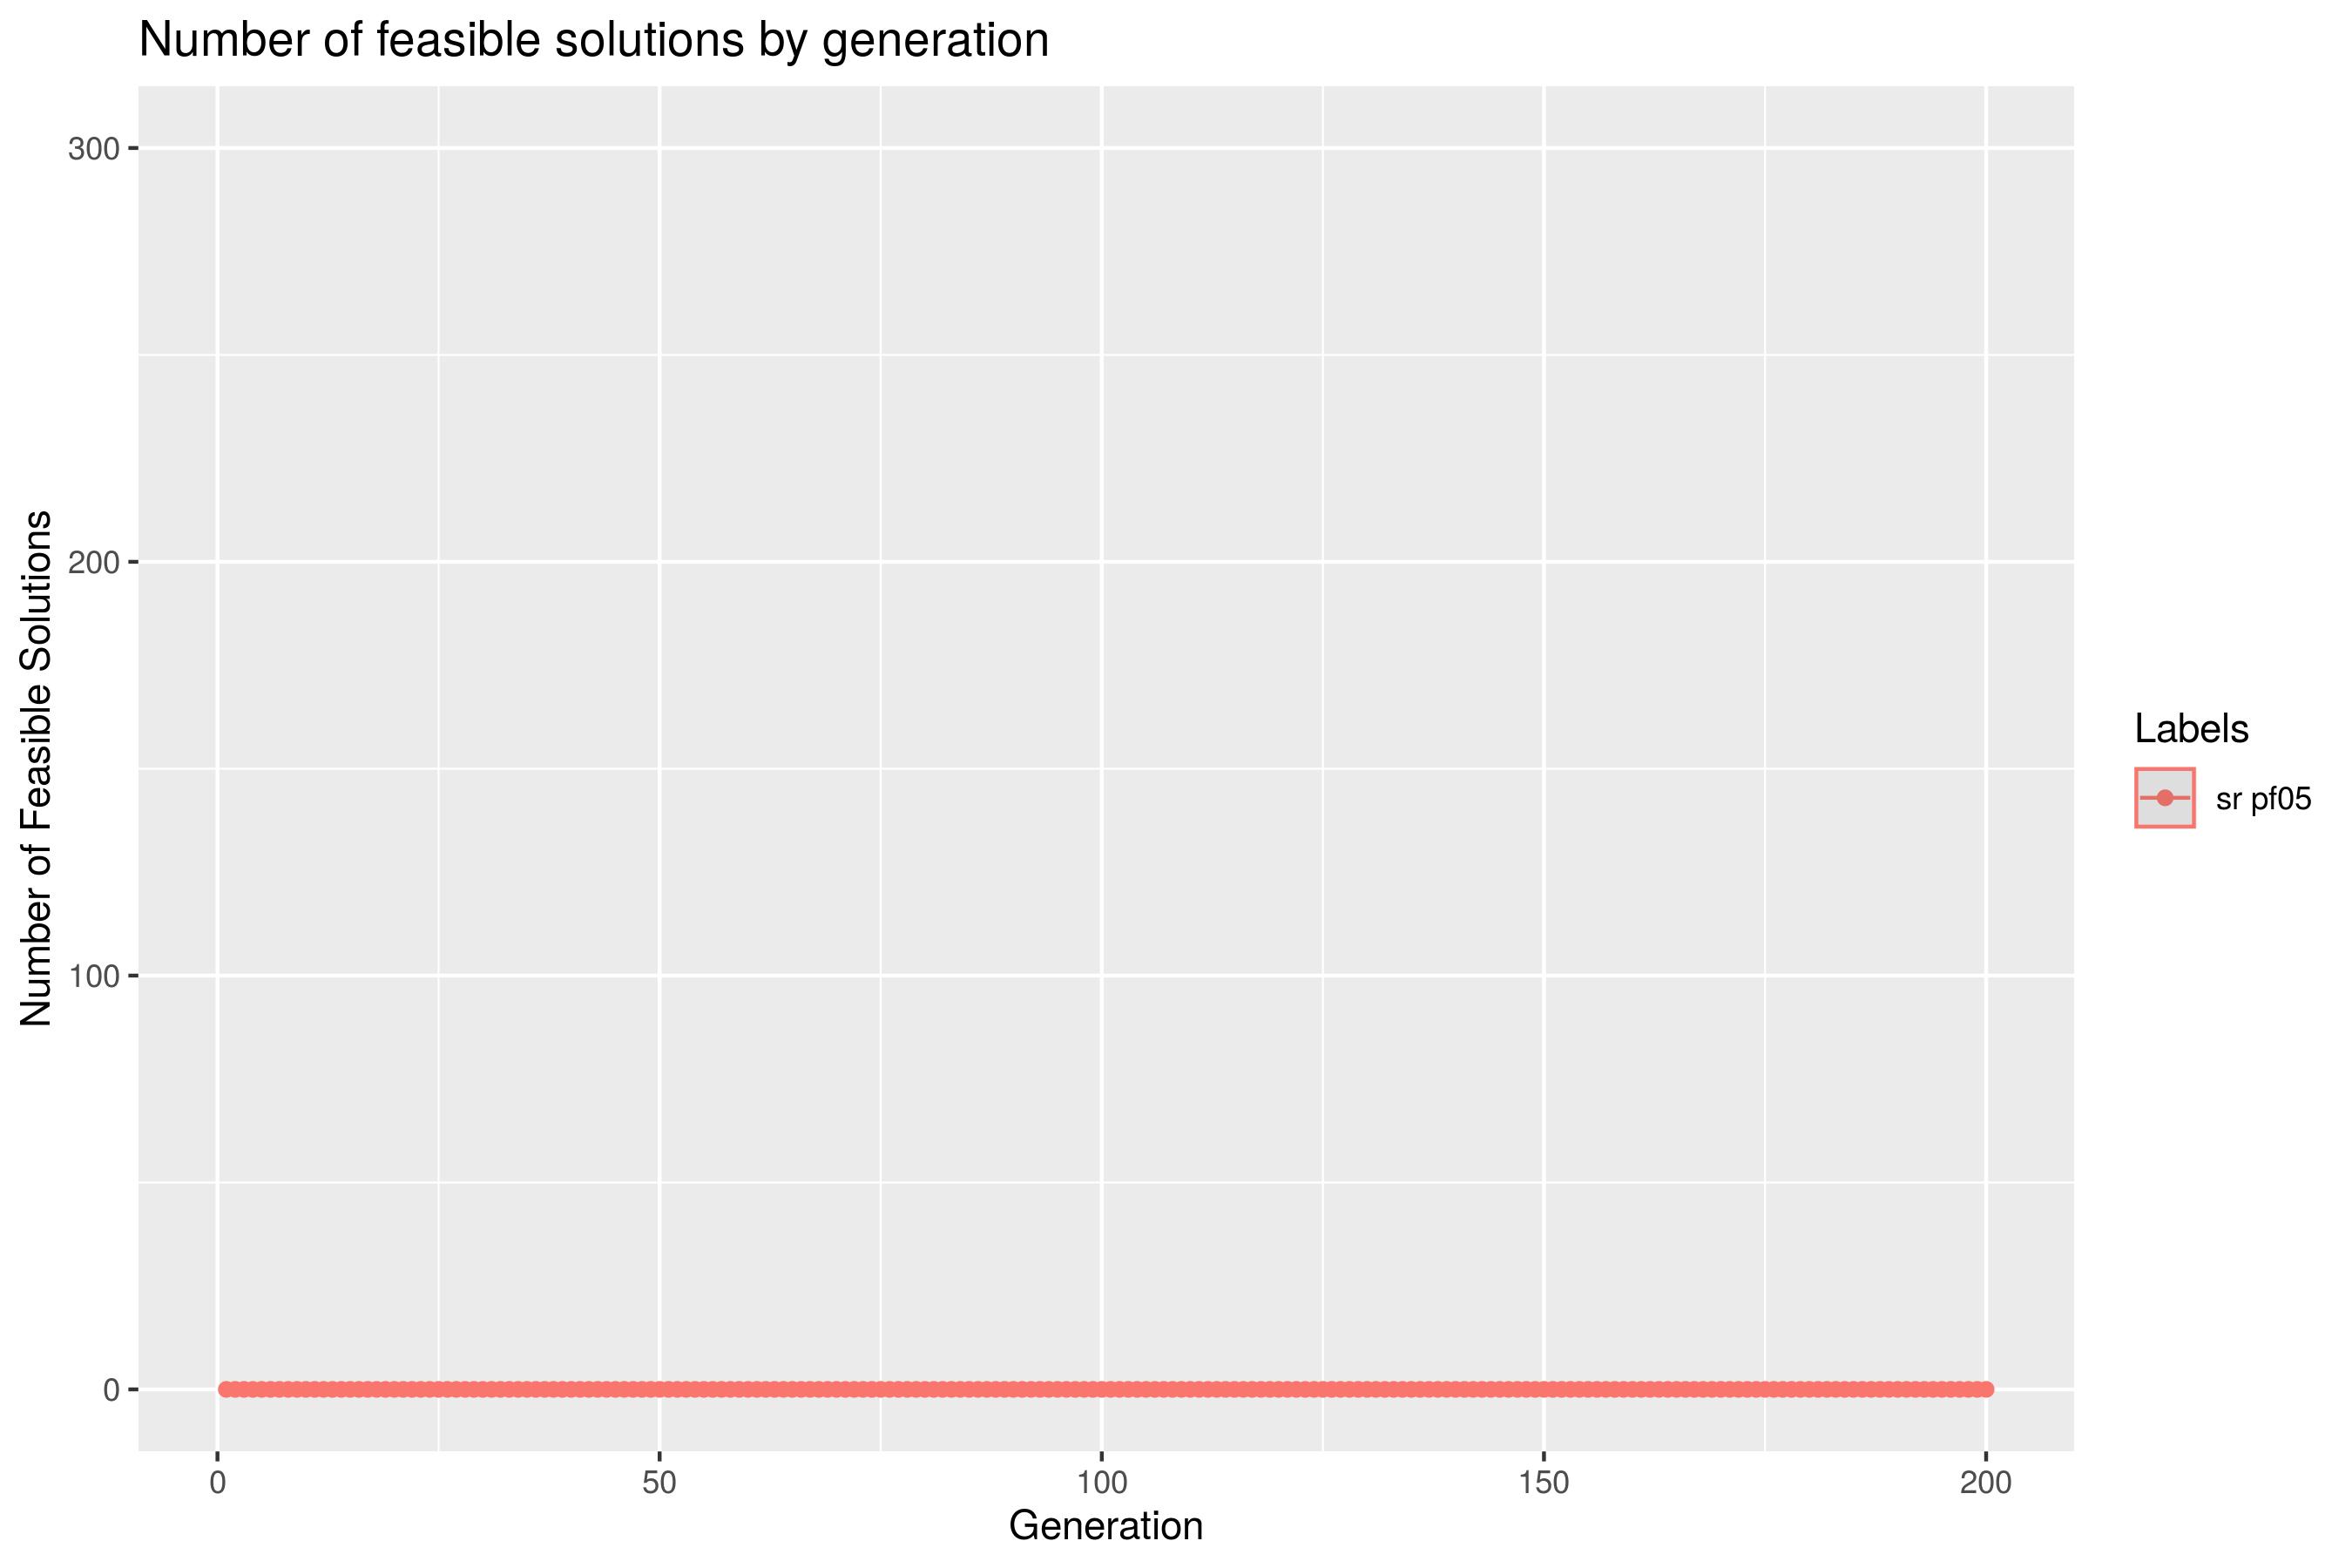 Number of feasible solutions by generation
300
200
100
0
Number of Feasible Solutions
0 50 100 150 200
Generation
Labels
sr pf05